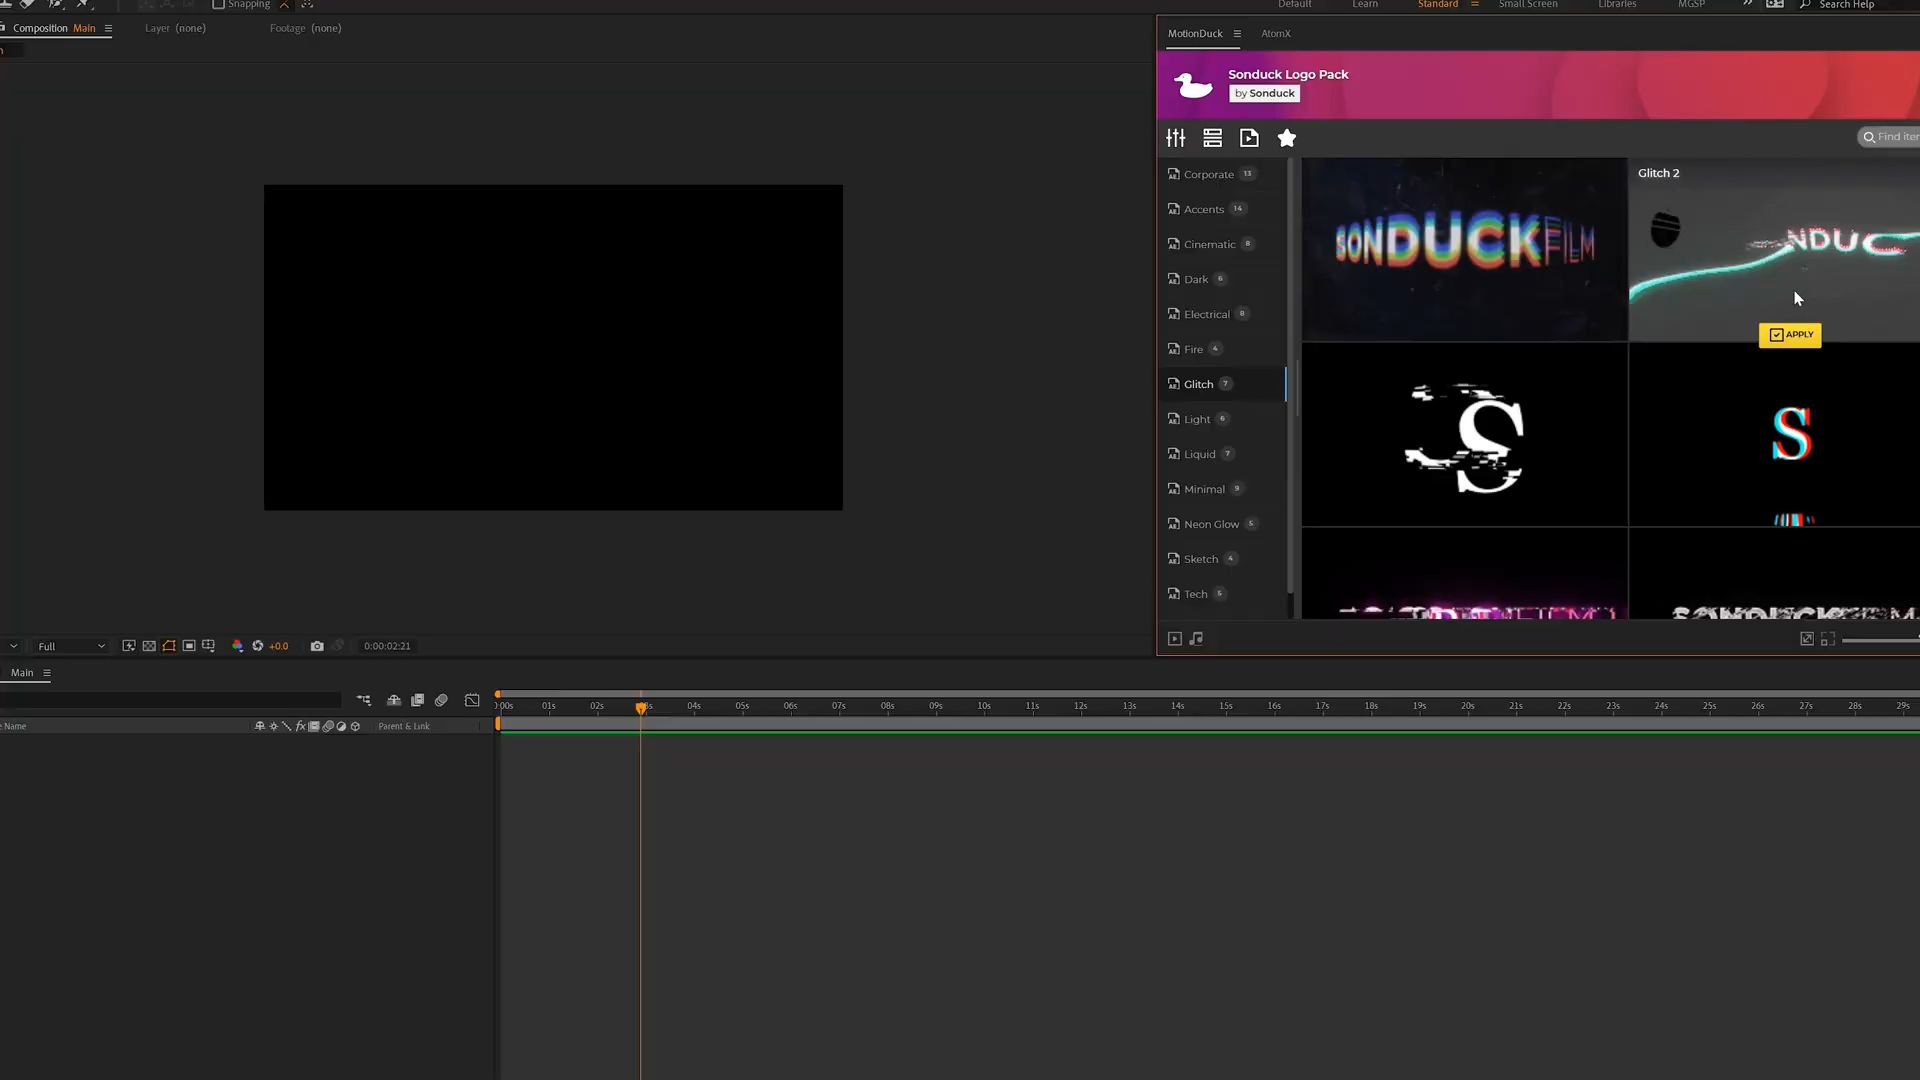 Snapping
Default
Learn
Standard
Small Screen
Libraries
MGSP
Search Help
Composition Main
Layer (none)
Footage (none)
MotionDuck
AtomX
Sonduck Logo Pack
by Sonduck
Find iter
Corporate 13
Accents 14
Cinematic 8
Dark 6
Electrical 8
Fire 4
Glitch 7
Light 6
Liquid 7
Minimal 9
Neon Glow 5
Sketch 4
Tech 5
SONDUCKFILM
Glitch 2
NDUC
APPLY
S
S
SONDUCKF
Full
+0.0
0:00:02:21
Main
0:00s
01s
02s
03s
04s
05s
06s
07s
08s
09s
10s
11s
12s
13s
14s
15s
16s
17s
18s
19s
20s
21s
22s
23s
24s
25s
26s
27s
28s
29s
e Name
fx
Parent & Link